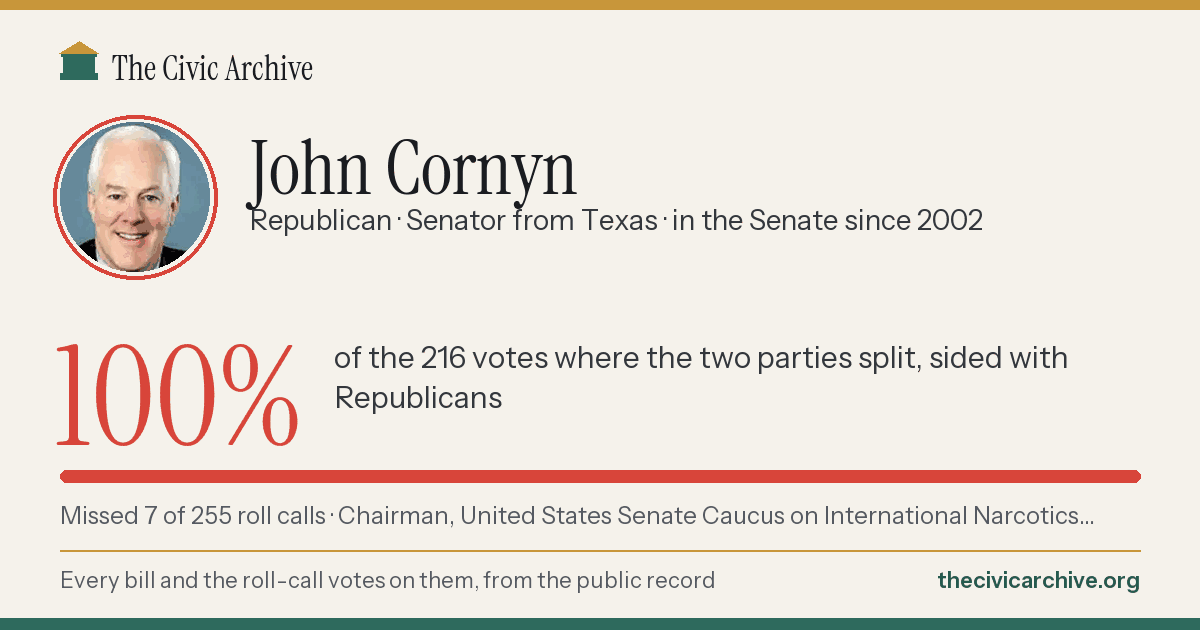 The Civic Archive
John Cornyn
Republican · Senator from Texas · in the Senate since 2002
100%
of the 216 votes where the two parties split, sided with
Republicans
Missed 7 of 255 roll calls · Chairman, United States Senate Caucus on International Narcotics...
Every bill and the roll-call votes on them, from the public record
thecivicarchive.org